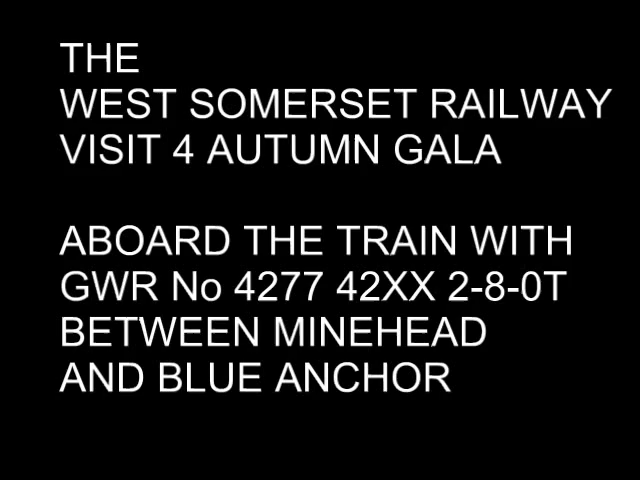 THE
WEST SOMERSET RAILWAY
VISIT 4 AUTUMN GALA
ABOARD THE TRAIN WITH
GWR No 4277 42XX 2-8-0T
BETWEEN MINEHEAD
AND BLUE ANCHOR